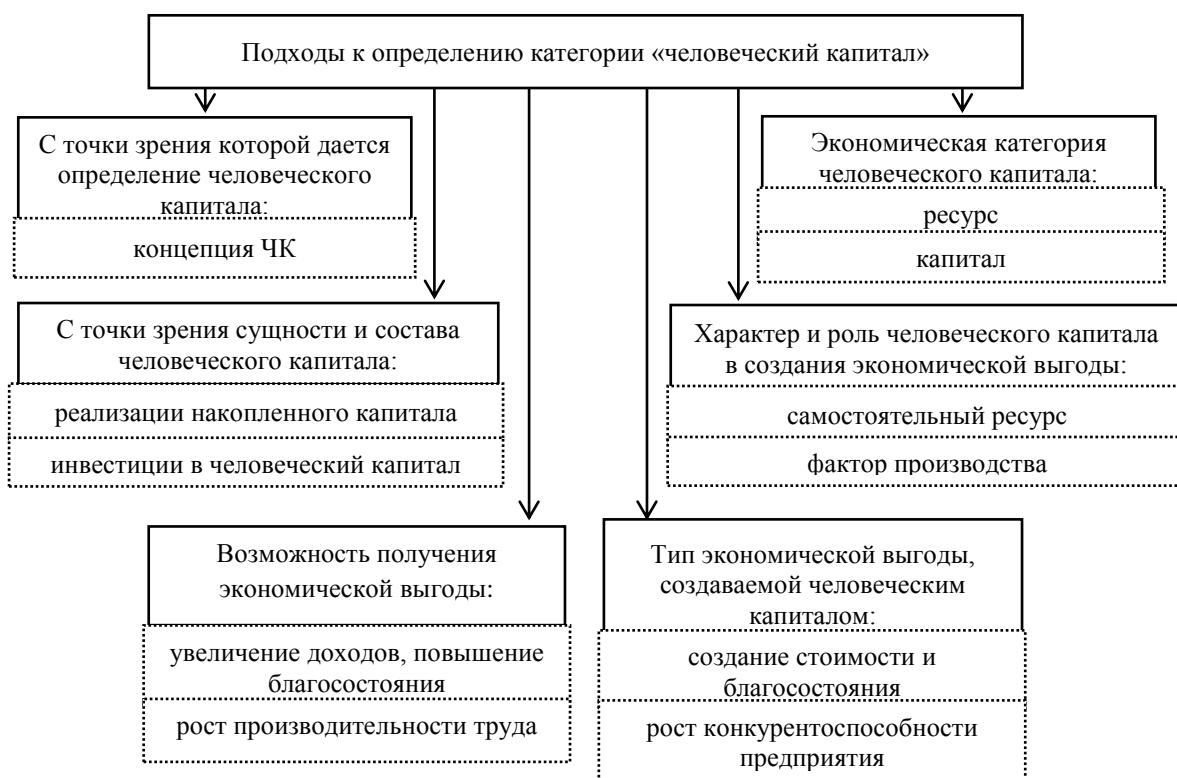 Подходы к определению категории «человеческий капитал»
С точки зрения которой дается
определение человеческого
капитала:
концепция ЧК
Экономическая категория
человеческого капитала:
ресурс
капитал
С точки зрения сущности и состава
человеческого капитала:
реализации накопленного капитала
инвестиции в человеческий капитал
Характер и роль человеческого капитала
в создания экономической выгоды:
самостоятельный ресурс
фактор производства
Возможность получения
экономической выгоды:
увеличение доходов, повышение
благосостояния
рост производительности труда
Тип экономической выгоды,
создаваемой человеческим
капиталом:
создание стоимости и
благосостояния
рост конкурентоспособности
предприятия